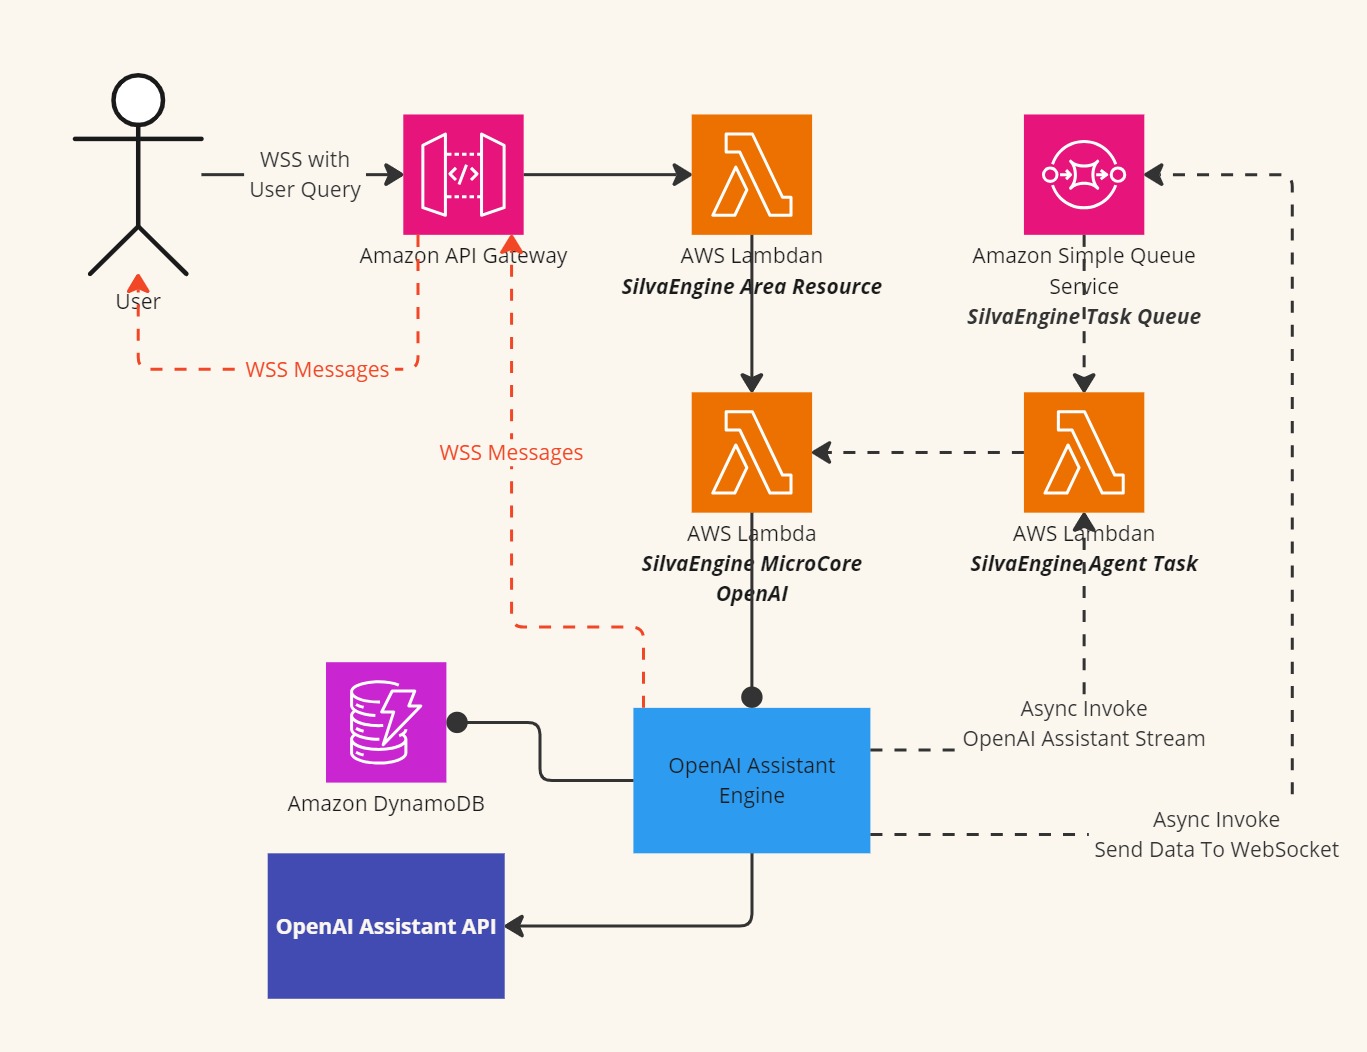 WSS with
User Query
</>
Amazon API Gateway
AWS Lambdan
SilvaEngine Area Resource
Amazon Simple Queue
Service
SilvaEngine Task Queue
User
WSS Messages
WSS Messages
AWS Lambda
SilvaEngine MicroCore
OpenAI
AWS Lambdan
SilvaEngine Agent Task
Async Invoke
OpenAI Assistant Stream
OpenAI Assistant
Engine
Amazon DynamoDB
Async Invoke
Send Data To WebSocket
OpenAI Assistant API